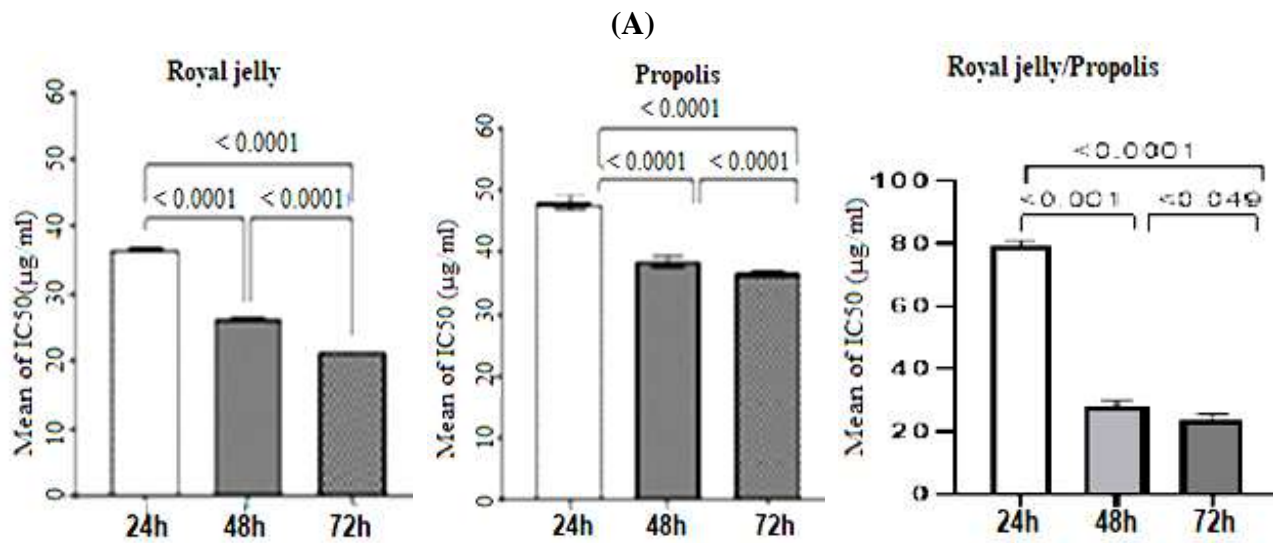 (A)
Royal jelly
60
50
40
30
20
10
0
Mean of IC50(µg/ml)
< 0.0001
< 0.0001 < 0.0001
24h 48h 72h
Propolis
60
50
40
30
20
10
0
Mean of IC50 (µg/ml)
< 0.0001
< 0.0001 < 0.0001
24h 48h 72h
Royal jelly/Propolis
100
80
60
40
20
0
Mean of IC50 (µg/ml)
<0.0001
<0.001 <0.049
24h 48h 72h